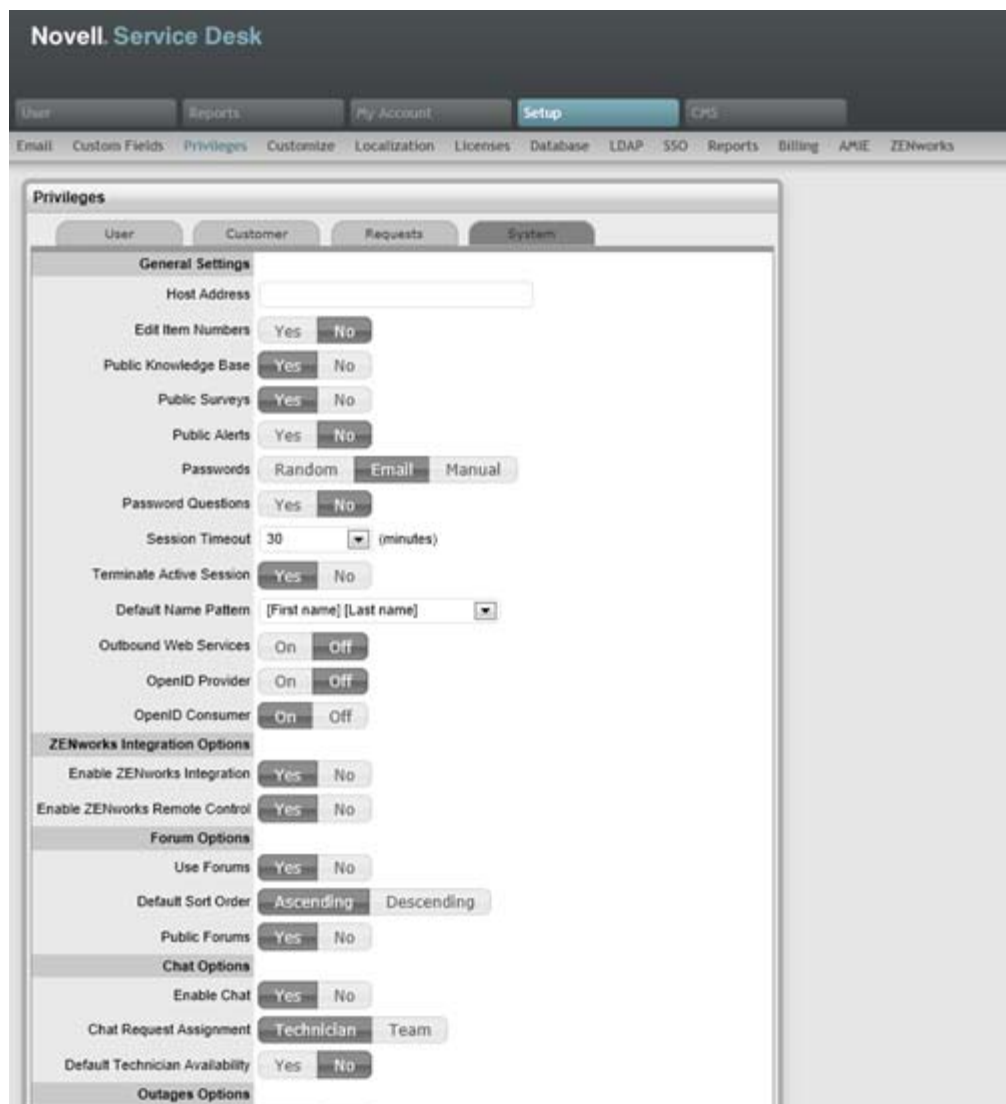 Novell. Service Desk
User Reports My Account Setup CMS
Email Custom Fields Privileges Customize Localization Licenses Database LDAP SSO Reports Billing AMIE ZENworks
Privileges
User Customer Requests System
General Settings
Host Address
Edit Item Numbers Yes No
Public Knowledge Base Yes No
Public Surveys Yes No
Public Alerts Yes No
Passwords Random Email Manual
Password Questions Yes No
Session Timeout 30 (minutes)
Terminate Active Session Yes No
Default Name Pattern [First name] [Last name]
Outbound Web Services On Off
OpenID Provider On Off
OpenID Consumer On Off
ZENworks Integration Options
Enable ZENworks Integration Yes No
Enable ZENworks Remote Control Yes No
Forum Options
Use Forums Yes No
Default Sort Order Ascending Descending
Public Forums Yes No
Chat Options
Enable Chat Yes No
Chat Request Assignment Technician Team
Default Technician Availability Yes No
Outages Options